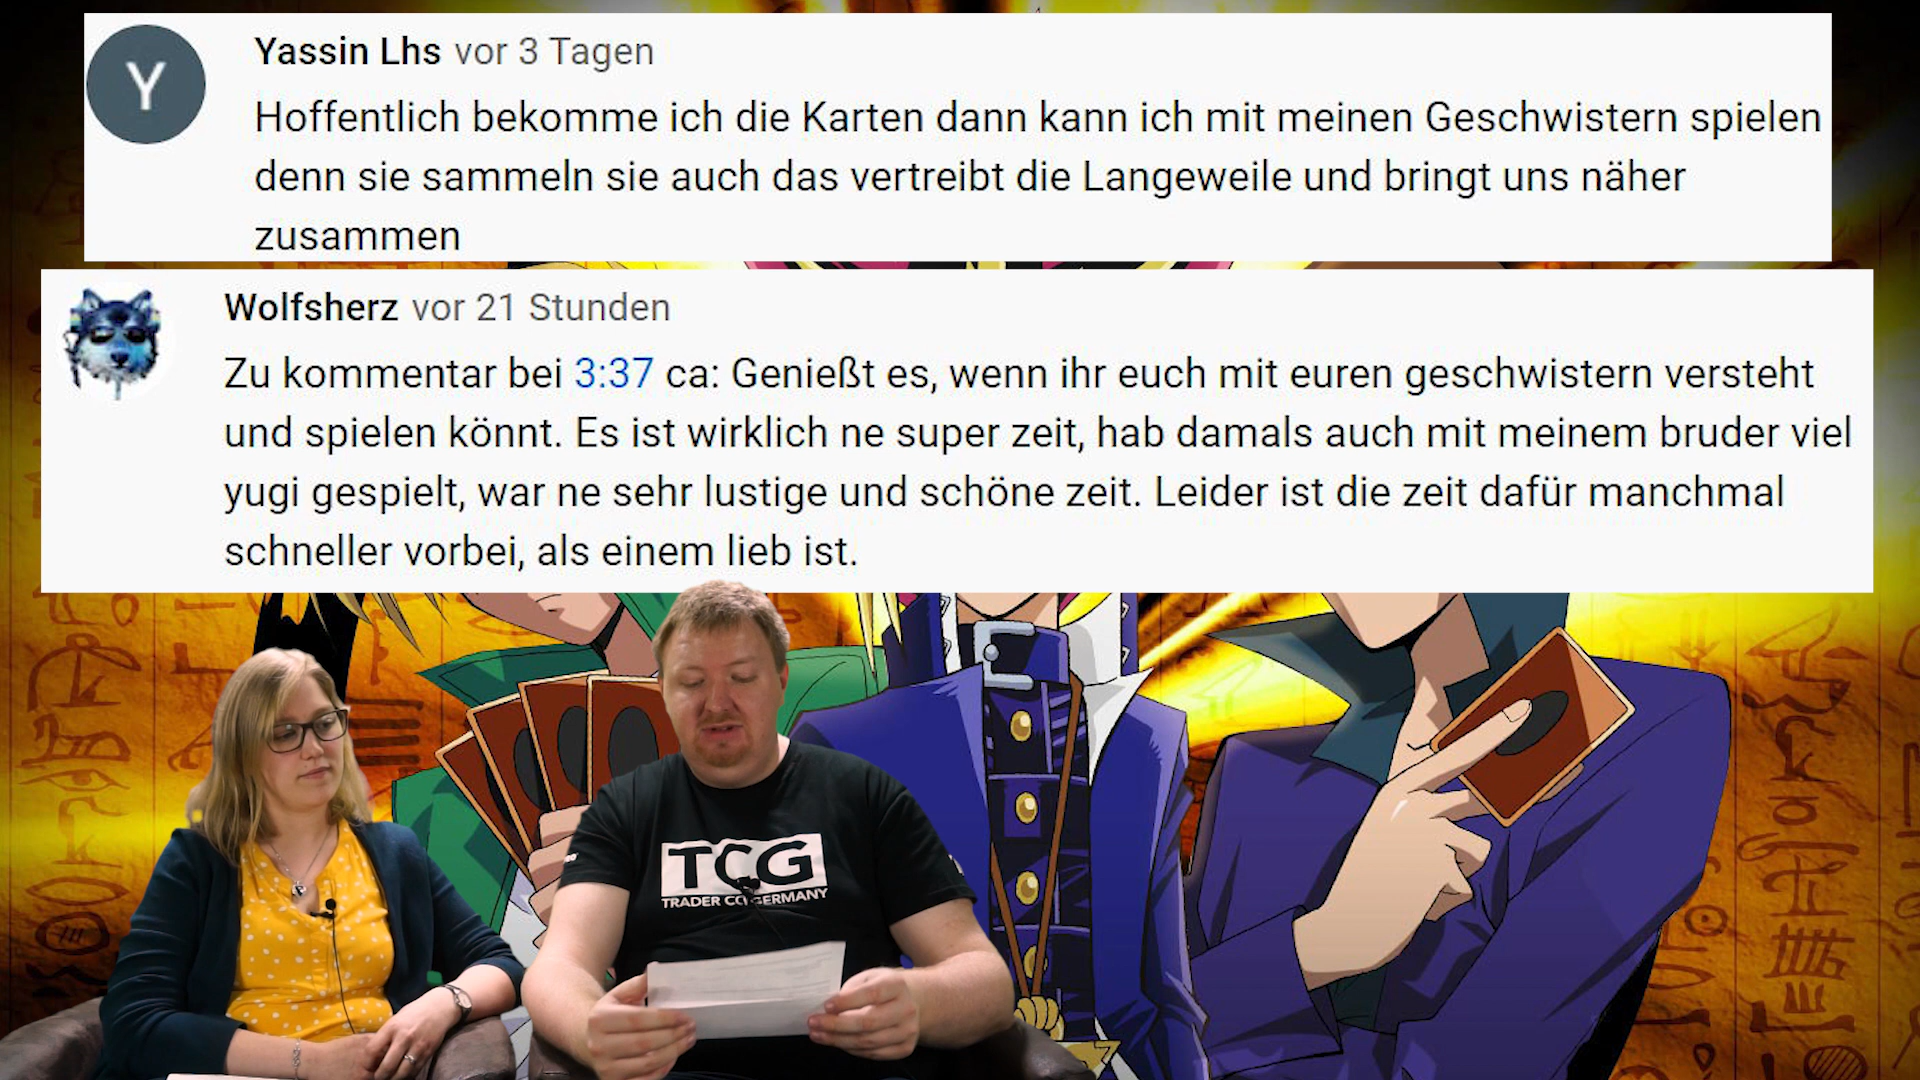 Y
Yassin Lhs vor 3 Tagen
Hoffentlich bekomme ich die Karten dann kann ich mit meinen Geschwistern spielen
denn sie sammeln sie auch das vertreibt die Langeweile und bringt uns näher
zusammen
Wolfsherz vor 21 Stunden
Zu kommentar bei 3:37 ca: Genießt es, wenn ihr euch mit euren geschwistern versteht
und spielen könnt. Es ist wirklich ne super zeit, hab damals auch mit meinem bruder viel
yugi gespielt, war ne sehr lustige und schöne zeit. Leider ist die zeit dafür manchmal
schneller vorbei, als einem lieb ist.
TCG
TRADER GERMANY